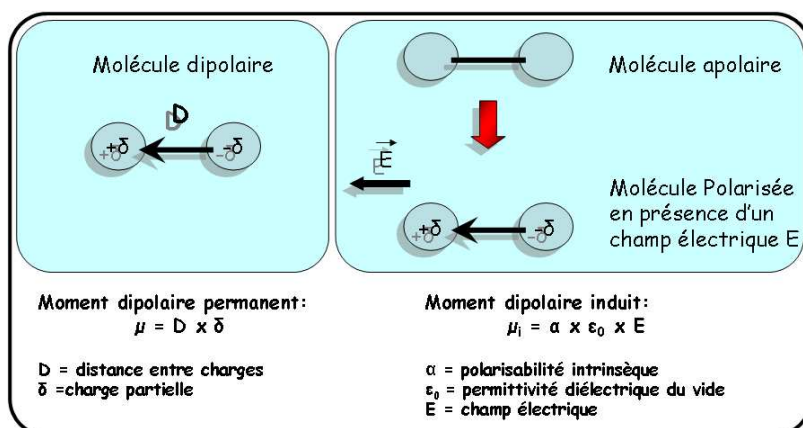 Molécule dipolaire
D
+δ -δ
Moment dipolaire permanent:
μ = D x δ
D = distance entre charges
δ =charge partielle
Molécule apolaire
E
Molécule Polarisée
en présence d'un
champ électrique E
+δ -δ
Moment dipolaire induit:
μi = α x ε0 x E
α = polarisabilité intrinsèque
ε0 = permittivité diélectrique du vide
E = champ électrique